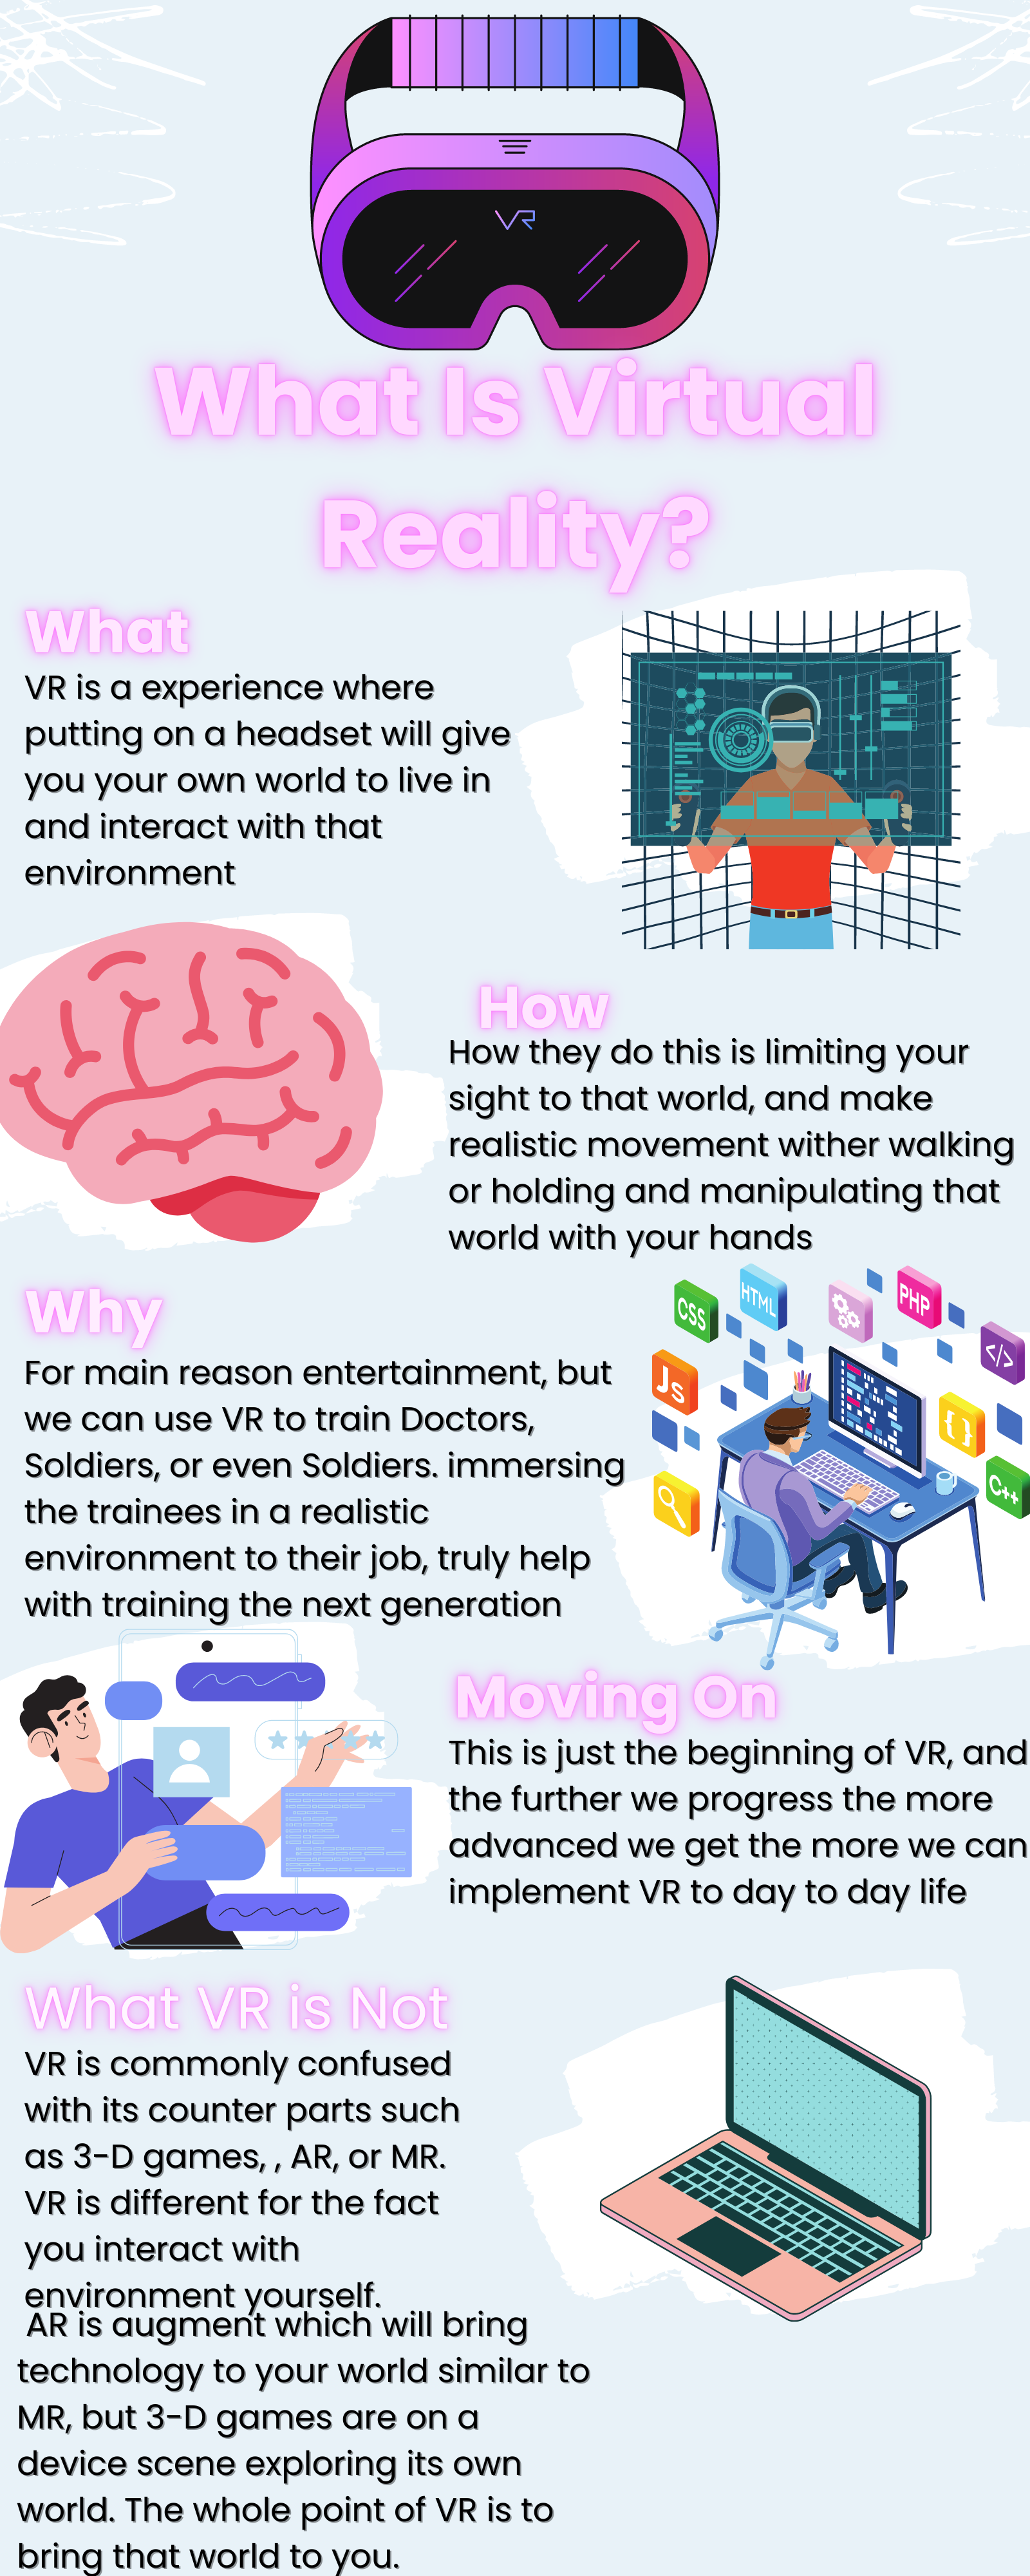 VR
What Is Virtual
Reality?
What
VR is a experience where
putting on a headset will give
you your own world to live in
and interact with that
environment
How
How they do this is limiting your
sight to that world, and make
realistic movement wither walking
or holding and manipulating that
world with your hands
Why
For main reason entertainment, but
we can use VR to train Doctors,
Soldiers, or even Soldiers. immersing
the trainees in a realistic
environment to their job, truly help
with training the next generation
CSS
HTML
PHP
</>
Js
{}
C++
Moving On
This is just the beginning of VR, and
the further we progress the more
advanced we get the more we can
implement VR to day to day life
What VR is Not
VR is commonly confused
with its counter parts such
as 3-D games, , AR, or MR.
VR is different for the fact
you interact with
environment yourself.
AR is augment which will bring
technology to your world similar to
MR, but 3-D games are on a
device scene exploring its own
world. The whole point of VR is to
bring that world to you.